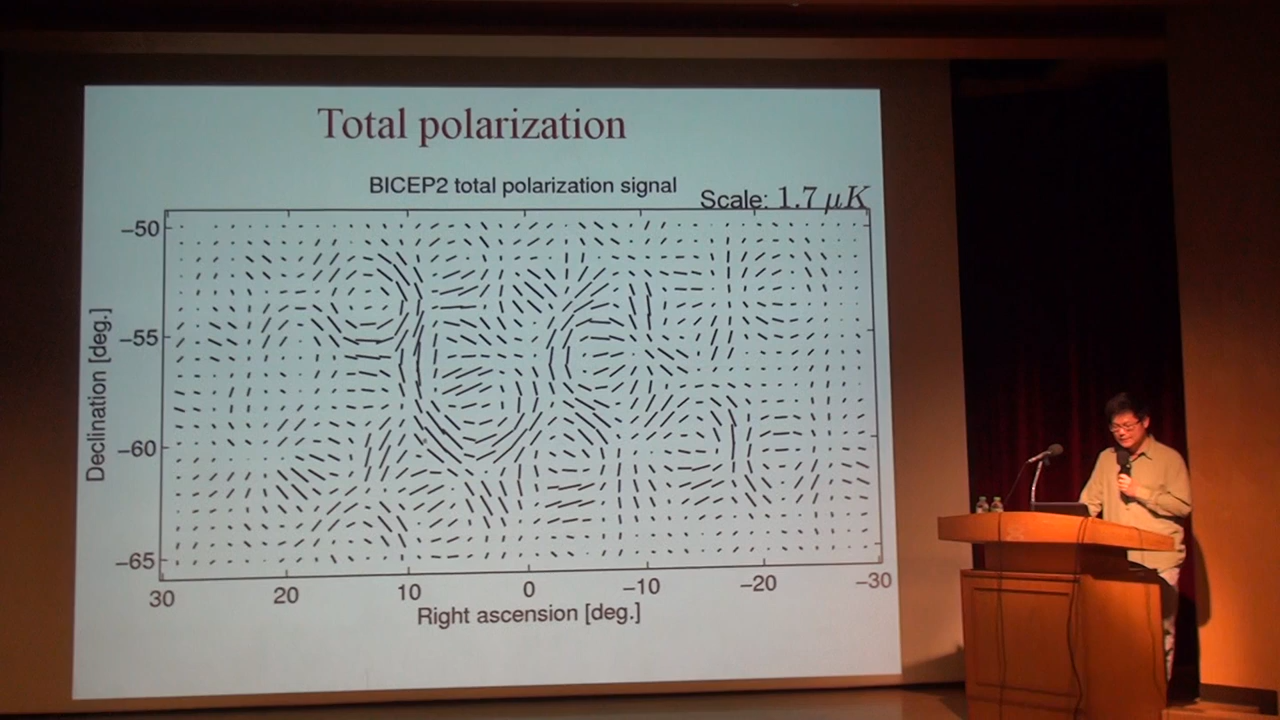 Total polarization
BICEP2 total polarization signal
Scale: 1.7 μK
−50
−55
−60
−65
Declination [deg.]
30 20 10 0 −10 −20 −30
Right ascension [deg.]